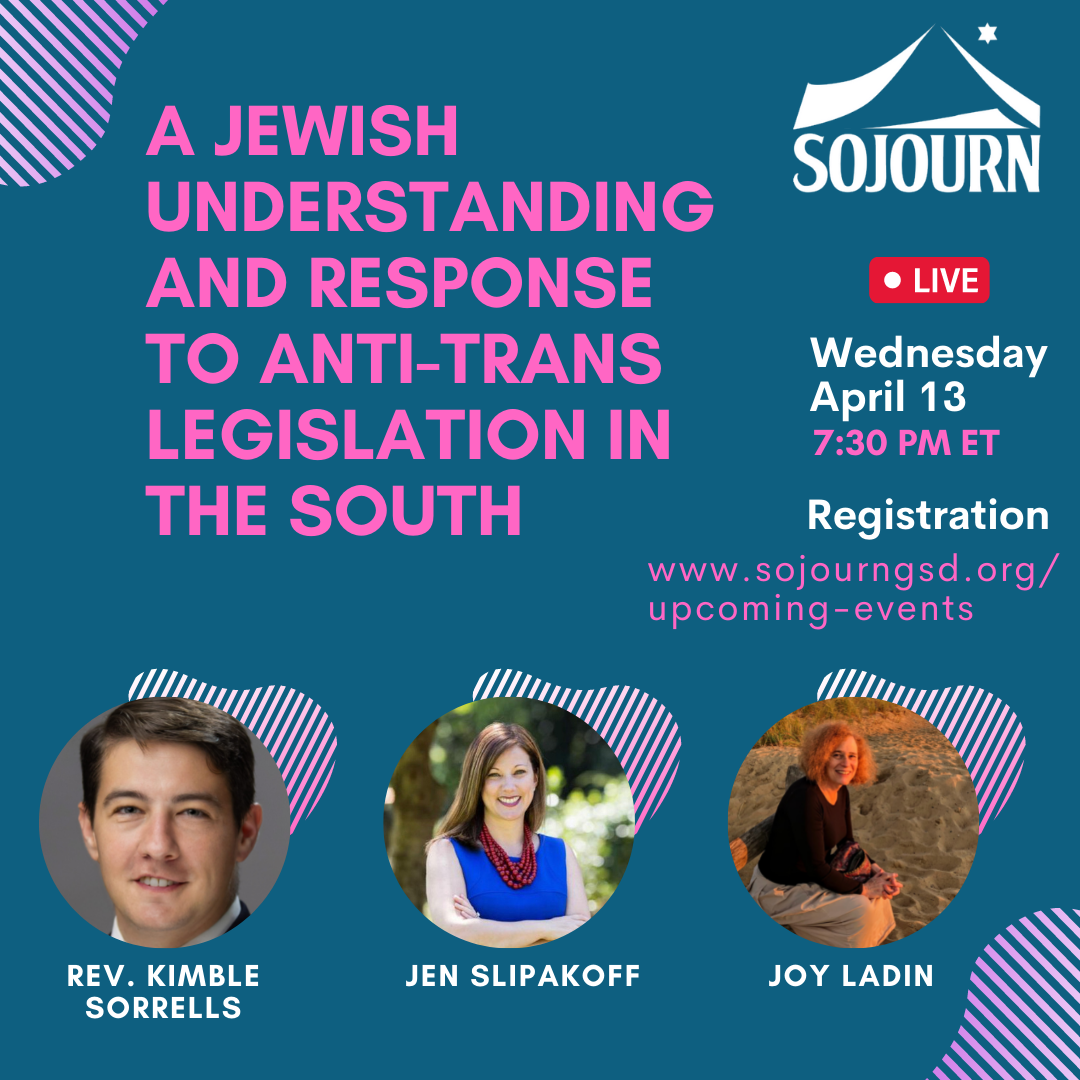 A JEWISH
UNDERSTANDING
AND RESPONSE
TO ANTI-TRANS
LEGISLATION IN
THE SOUTH
SOJOURN
LIVE
Wednesday
April 13
7:30 PM ET
Registration
www.sojourngsd.org/
upcoming-events
REV. KIMBLE
SORRELLS
JEN SLIPAKOFF
JOY LADIN